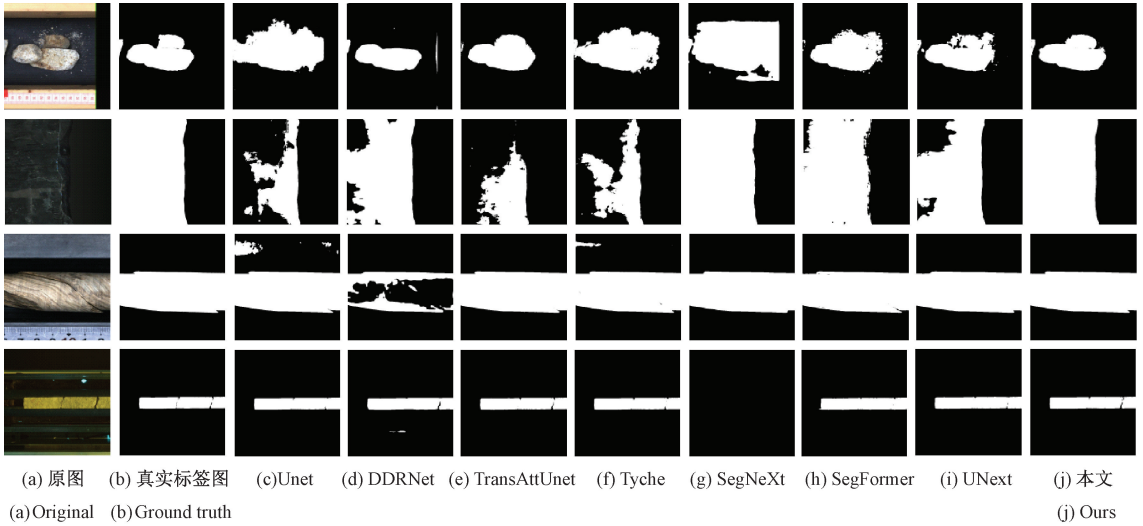 (a) 原图 (b) 真实标签图 (c)Unet (d) DDRNet (e) TransAttUnet (f) Tyche (g) SegNeXt (h) SegFormer (i) UNext (j) 本文
(a)Original (b)Ground truth (j) Ours